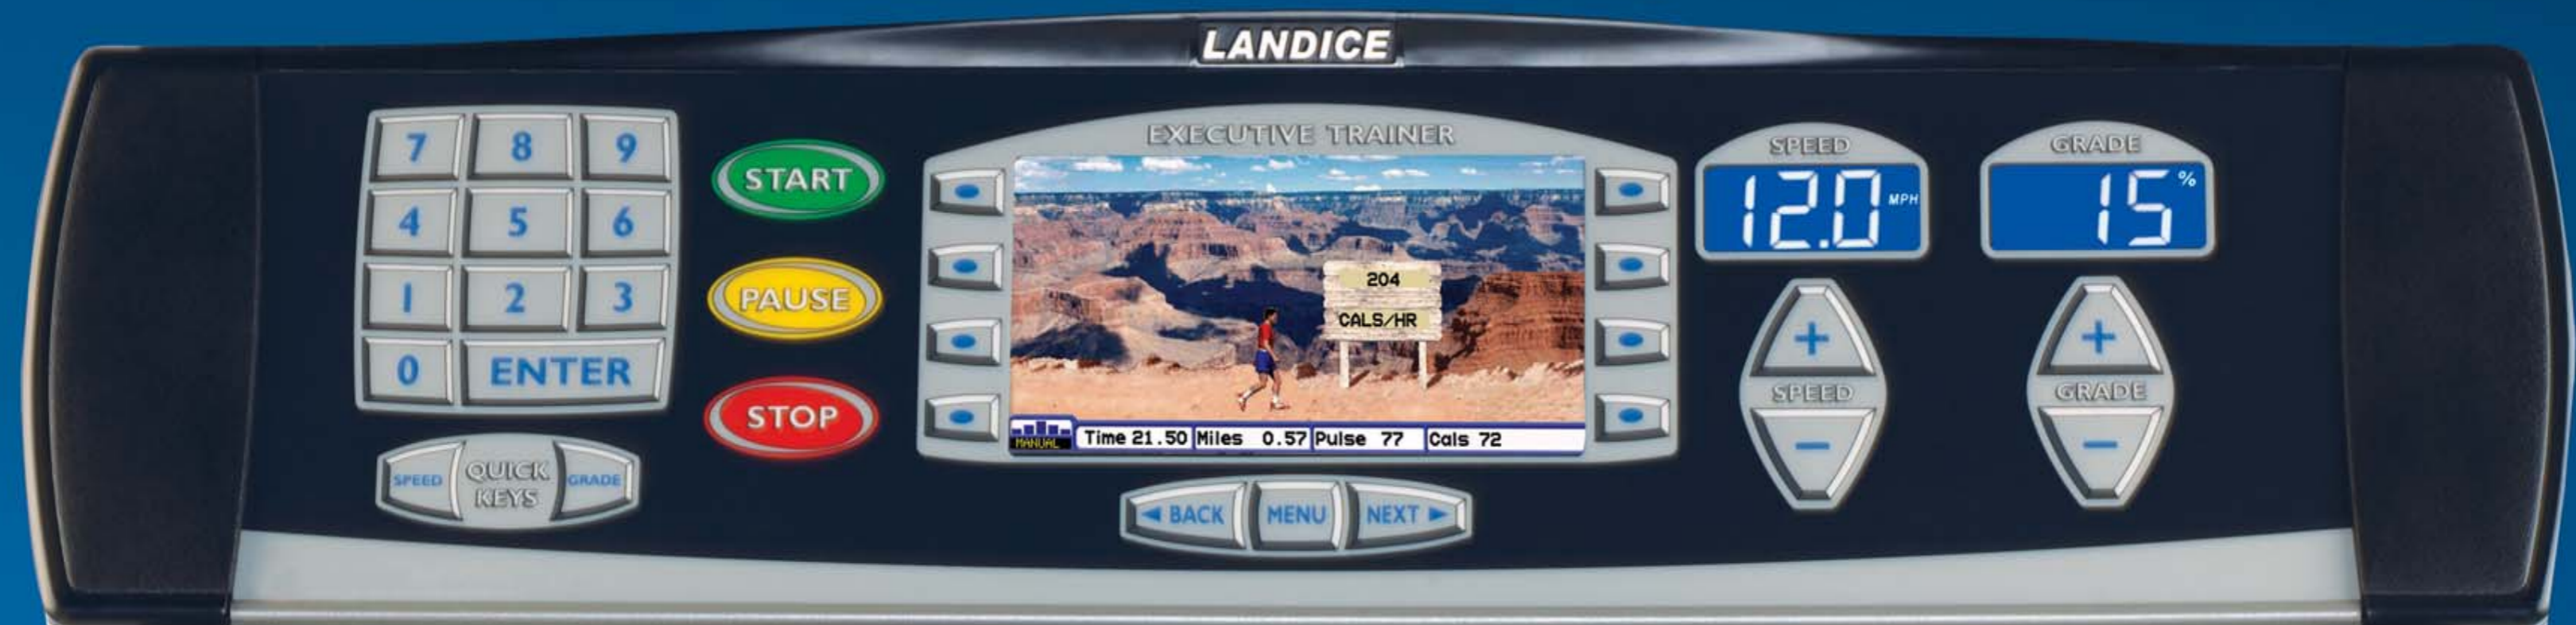 LANDICE
7 8 9
4 5 6
1 2 3
0 ENTER
SPEED QUICK KEYS GRADE
START
PAUSE
STOP
EXECUTIVE TRAINER
204
CALS/HR
MANUAL Time 21.50 Miles 0.57 Pulse 77 Cals 72
BACK MENU NEXT
SPEED
12.0 MPH
+
SPEED
-
GRADE
15 %
+
GRADE
-